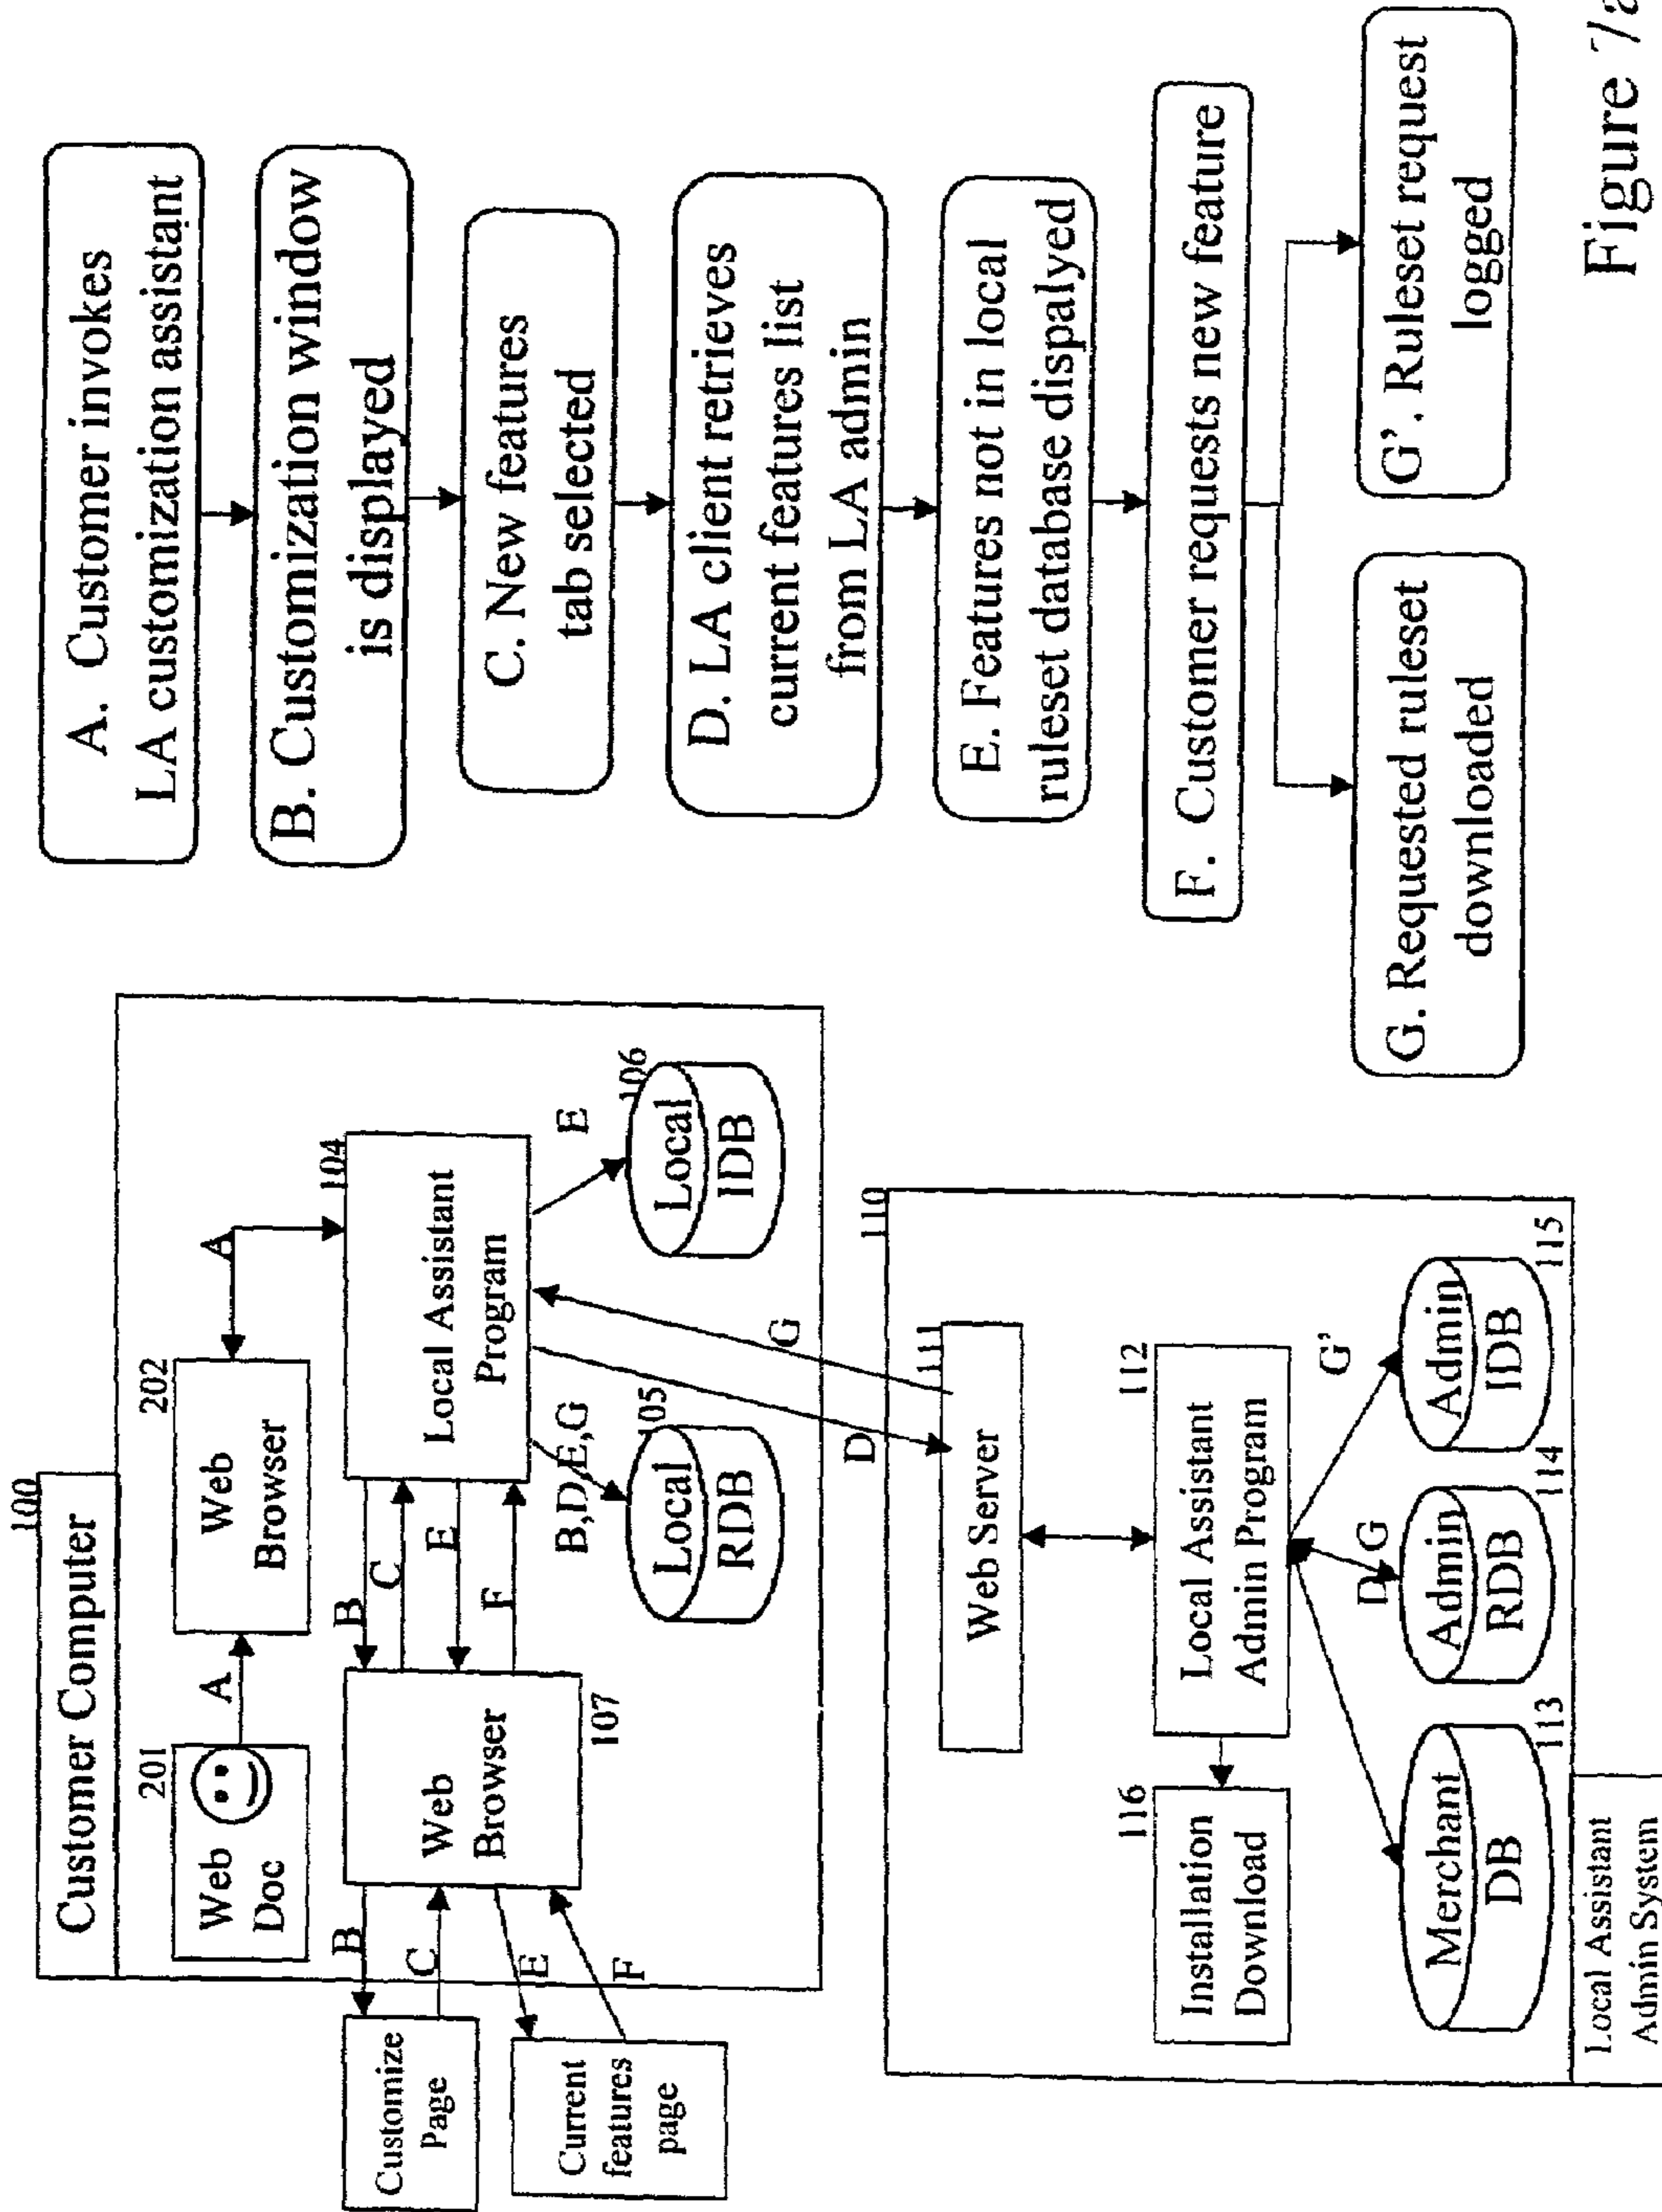 100
Customer Computer
201
Web
Doc
A
202
Web
Browser
A
104
Local Assistant
Program
B
C
E
F
Web
Browser
107
B
C
E
F
Customize
Page
Current
features
page
B,D,E,G
105
Local
RDB
E
106
Local
IDB
D
G
110
111
Web Server
112
Local Assistant
Admin Program
116
Installation
Download
G'
D
G
Merchant
DB
113
Admin
RDB
114
Admin
IDB
115
Local Assistant
Admin System
A. Customer invokes
LA customization assistant
B. Customization window
is displayed
C. New features
tab selected
D. LA client retrieves
current features list
from LA admin
E. Features not in local
ruleset database dispalyed
F. Customer requests new feature
G. Requested ruleset
downloaded
G'. Ruleset request
logged
Figure 7a